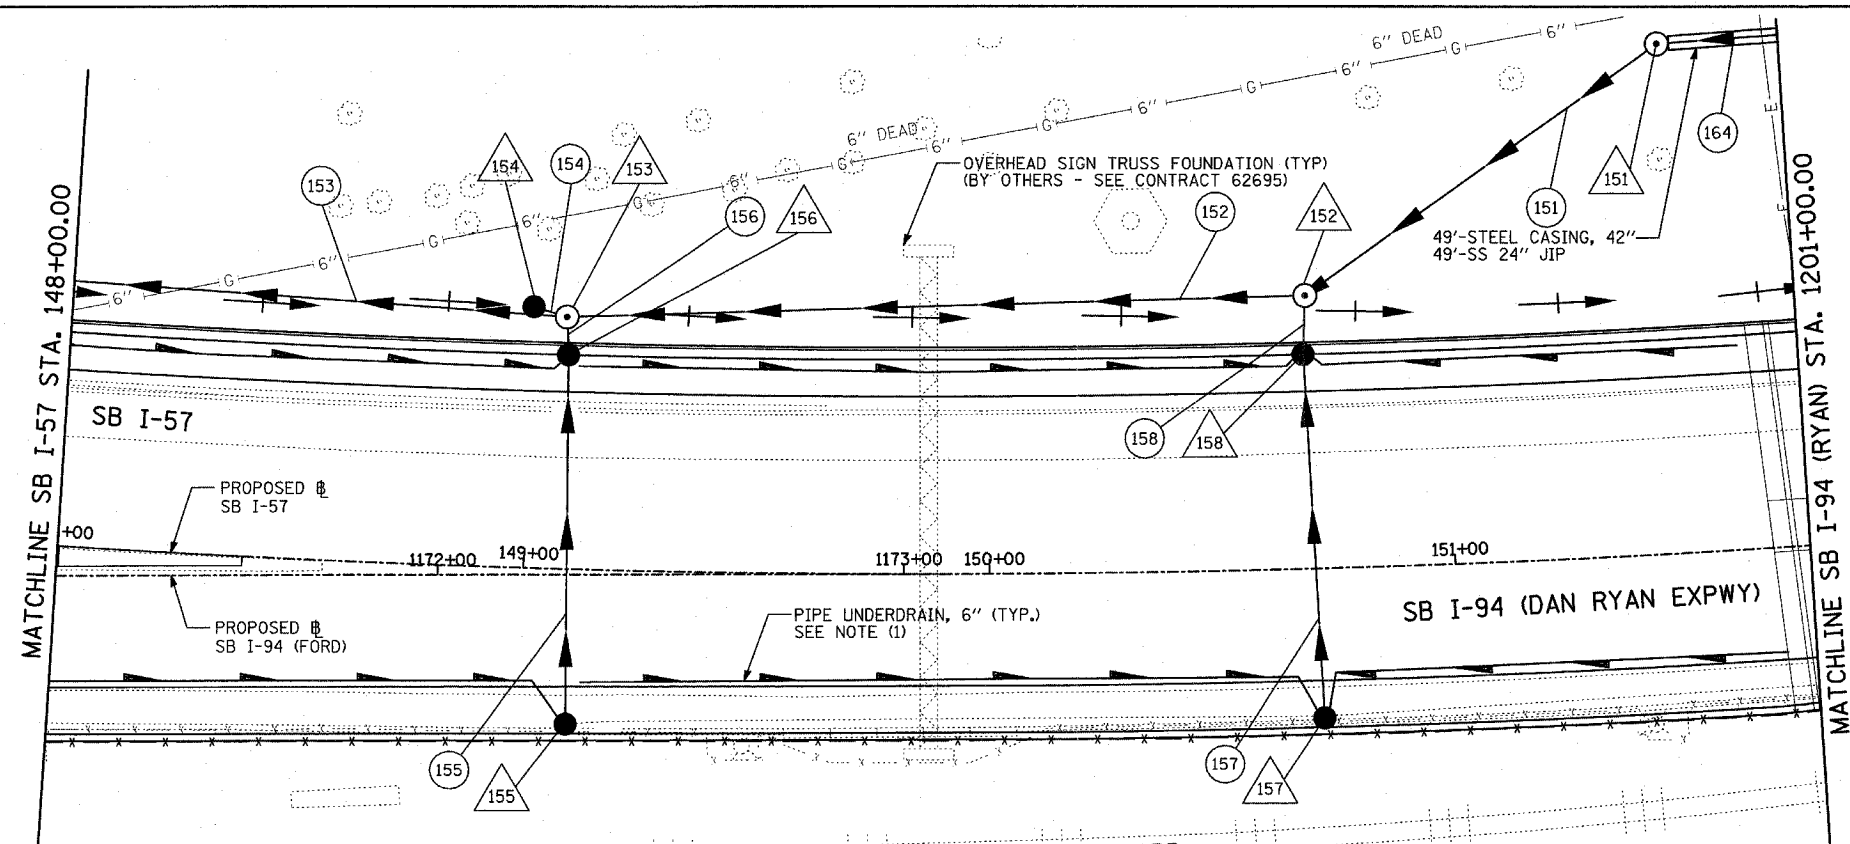 6" DEAD
G
6"
G
6"
G
6"
G
6"
G
6" DEAD
6"
G
6"
G
6"
G
6"
G
6"
G
6"
E
E
164
151
151
49'-STEEL CASING, 42"
49'-SS 24" JIP
OVERHEAD SIGN TRUSS FOUNDATION (TYP)
(BY OTHERS - SEE CONTRACT 62695)
153
154
154
153
156
156
152
152
158
158
MATCHLINE SB I-57 STA. 148+00.00
MATCHLINE SB I-94 (RYAN) STA. 1201+00.00
SB I-57
PROPOSED ℄
SB I-57
+00
1172+00
149+00
1173+00
150+00
151+00
PROPOSED ℄
SB I-94 (FORD)
PIPE UNDERDRAIN, 6" (TYP.)
SEE NOTE (1)
SB I-94 (DAN RYAN EXPWY)
155
155
157
157